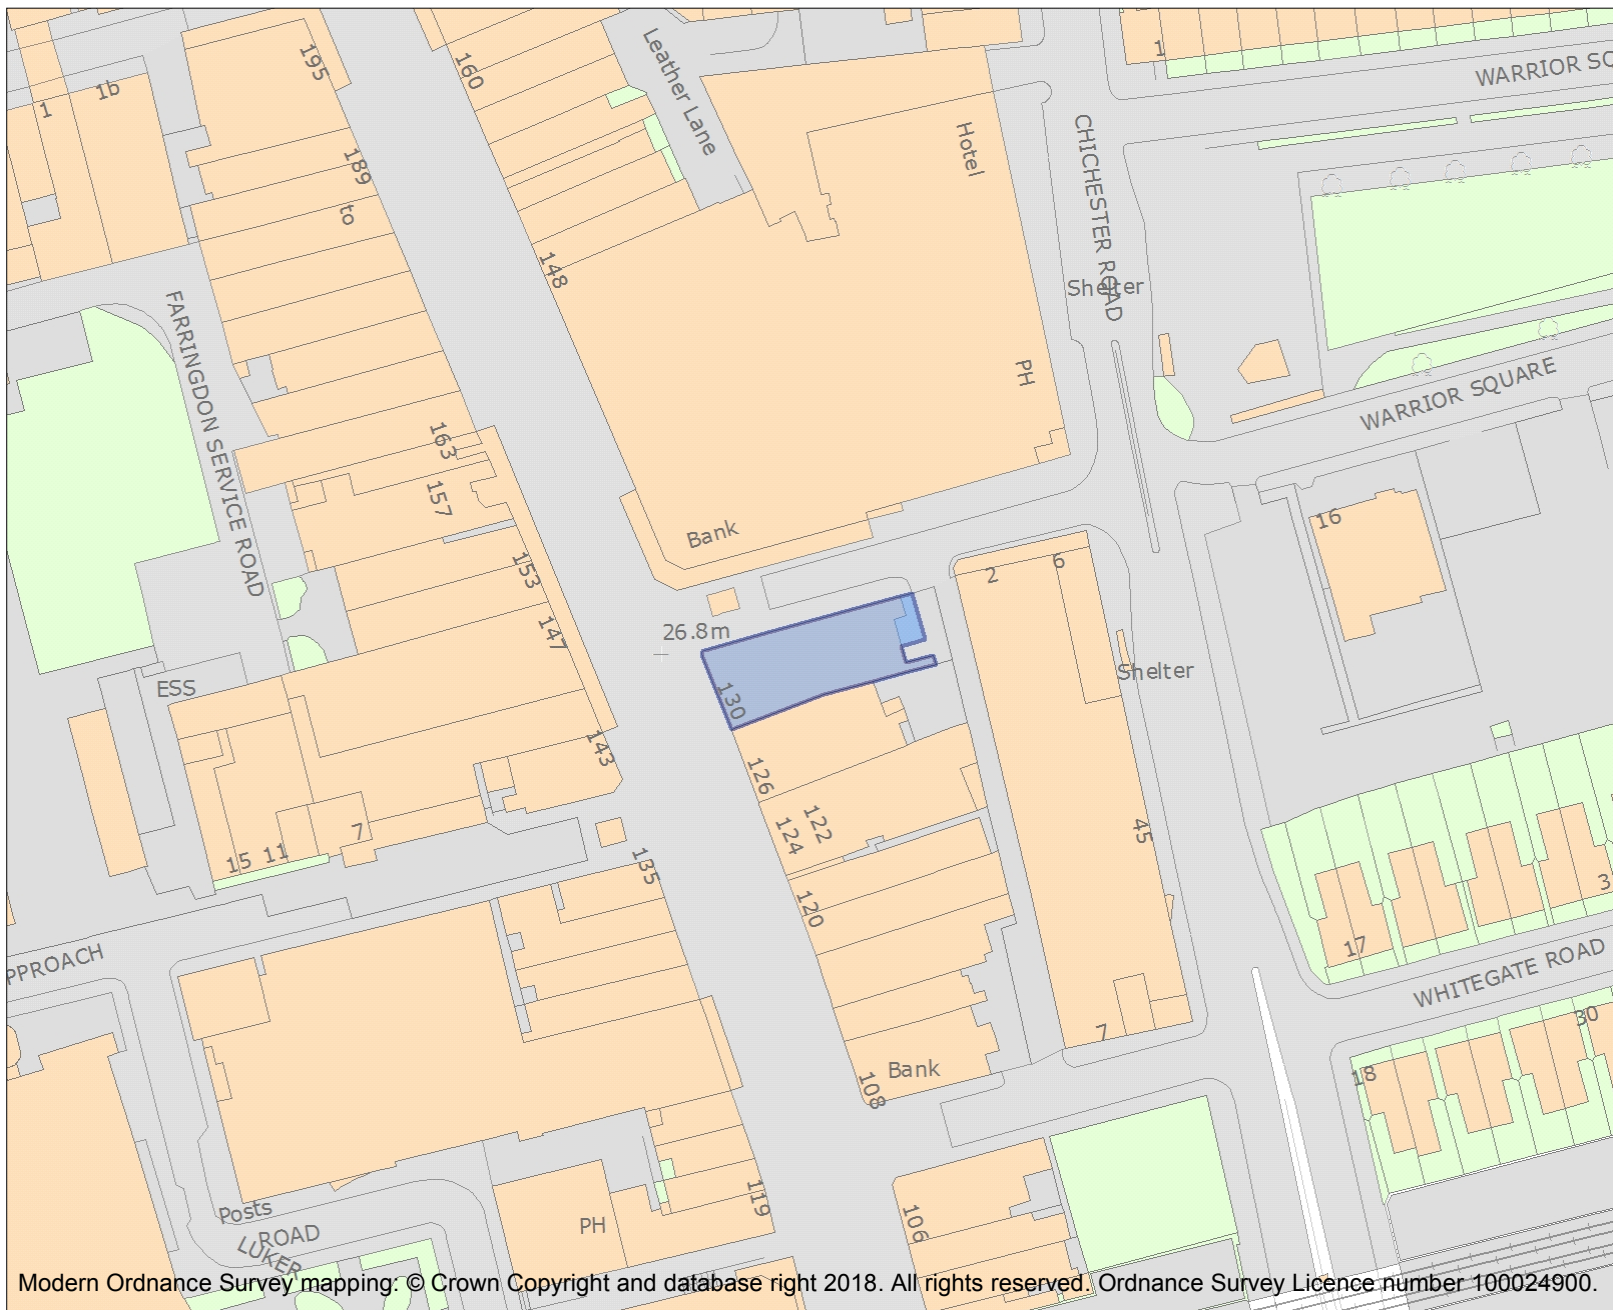 195
160
Leather Lane
1
WARRIOR SQ
1
1b
189
to
Hotel
CHICHESTER ROAD
148
Shelter
FARRINGDON SERVICE ROAD
PH
WARRIOR SQUARE
163
157
Bank
16
153
2
6
147
26.8m
ESS
130
Shelter
143
126
122
124
45
7
15
11
135
120
3
17
PPROACH
WHITEGATE ROAD
7
30
Bank
108
18
119
Posts
ROAD
LUKER
PH
106
Modern Ordnance Survey mapping: © Crown Copyright and database right 2018. All rights reserved. Ordnance Survey Licence number 100024900.